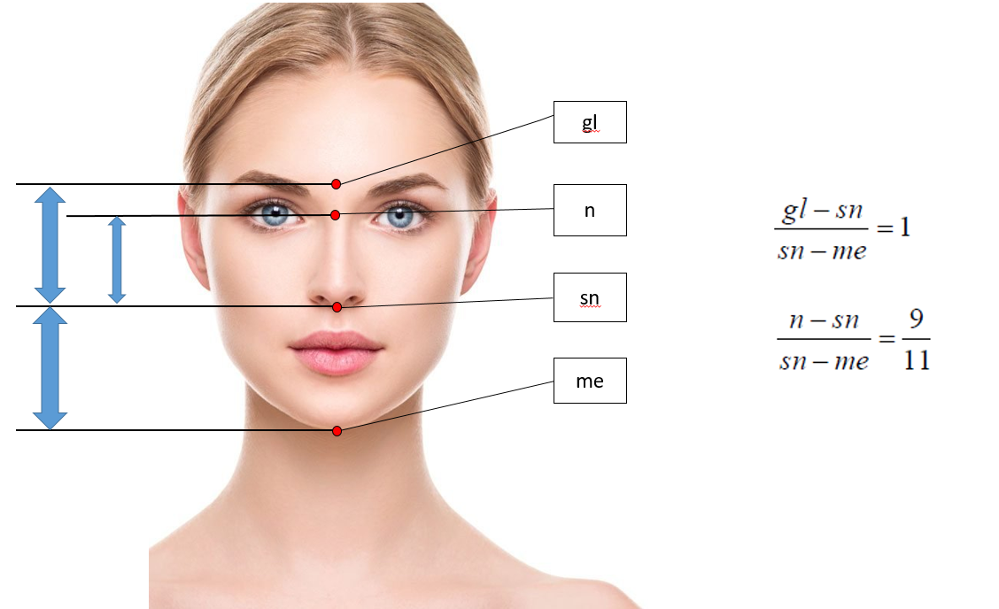 gl
n
sn
me
gl – sn
sn – me
= 1
n – sn
sn – me
=
9
11